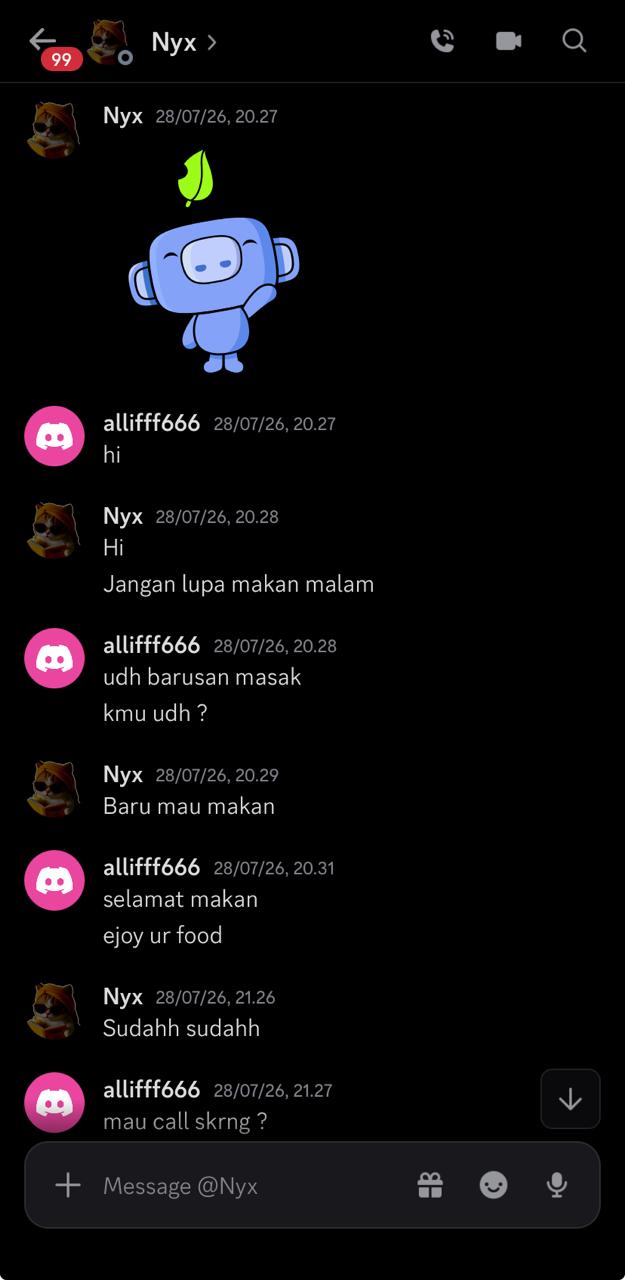 99
Nyx
Nyx 28/07/26, 20.27
allifff666 28/07/26, 20.27
hi
Nyx 28/07/26, 20.28
Hi
Jangan lupa makan malam
allifff666 28/07/26, 20.28
udh barusan masak
kmu udh ?
Nyx 28/07/26, 20.29
Baru mau makan
allifff666 28/07/26, 20.31
selamat makan
ejoy ur food
Nyx 28/07/26, 21.26
Sudahh sudahh
allifff666 28/07/26, 21.27
mau call skrng ?
Message @Nyx